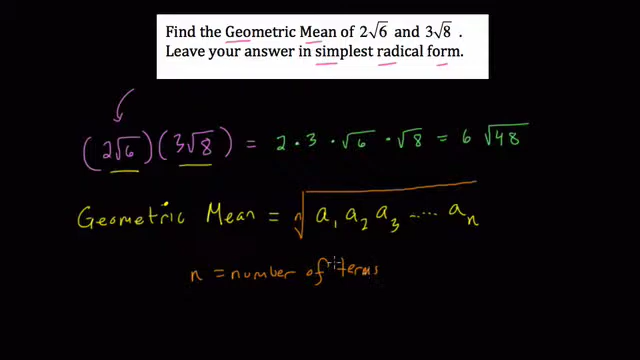 Find the Geometric Mean of 2√6 and 3√8 .
Leave your answer in simplest radical form.
(2√6)(3√8) = 2 • 3 • √6 • √8 = 6 √48
Geometric Mean = ⁿ√a₁ a₂ a₃ ..... aₙ
n = number of terms